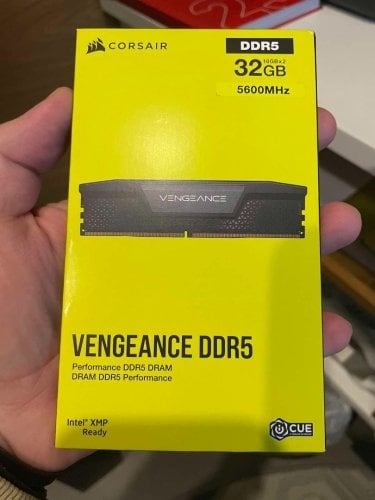 CORSAIR
DDR5
32GB 16GBx2
5600MHz
VENGEANCE
VENGEANCE DDR5
Performance DDR5 DRAM
DRAM DDR5 Performance
Intel® XMP
Ready
iCUE